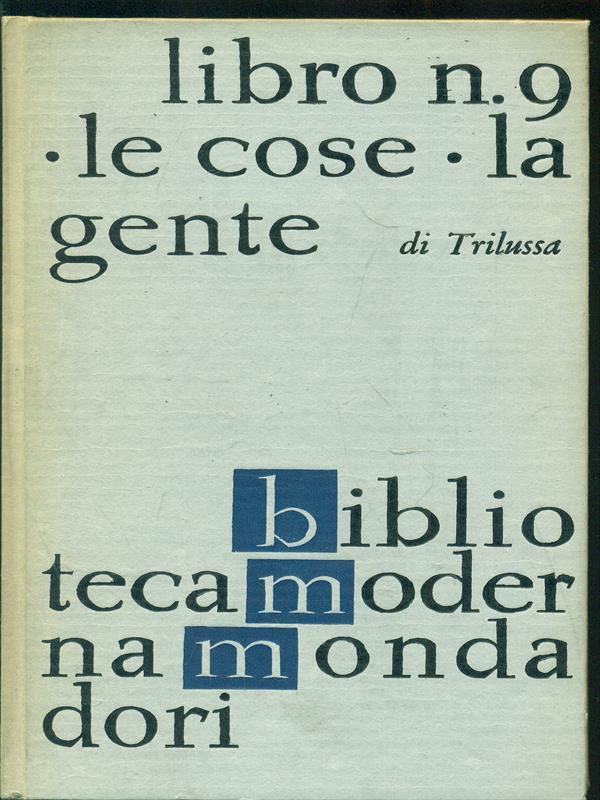 libro n.9
·le cose·la
gente di Trilussa
biblio
tecamoder
namonda
dori